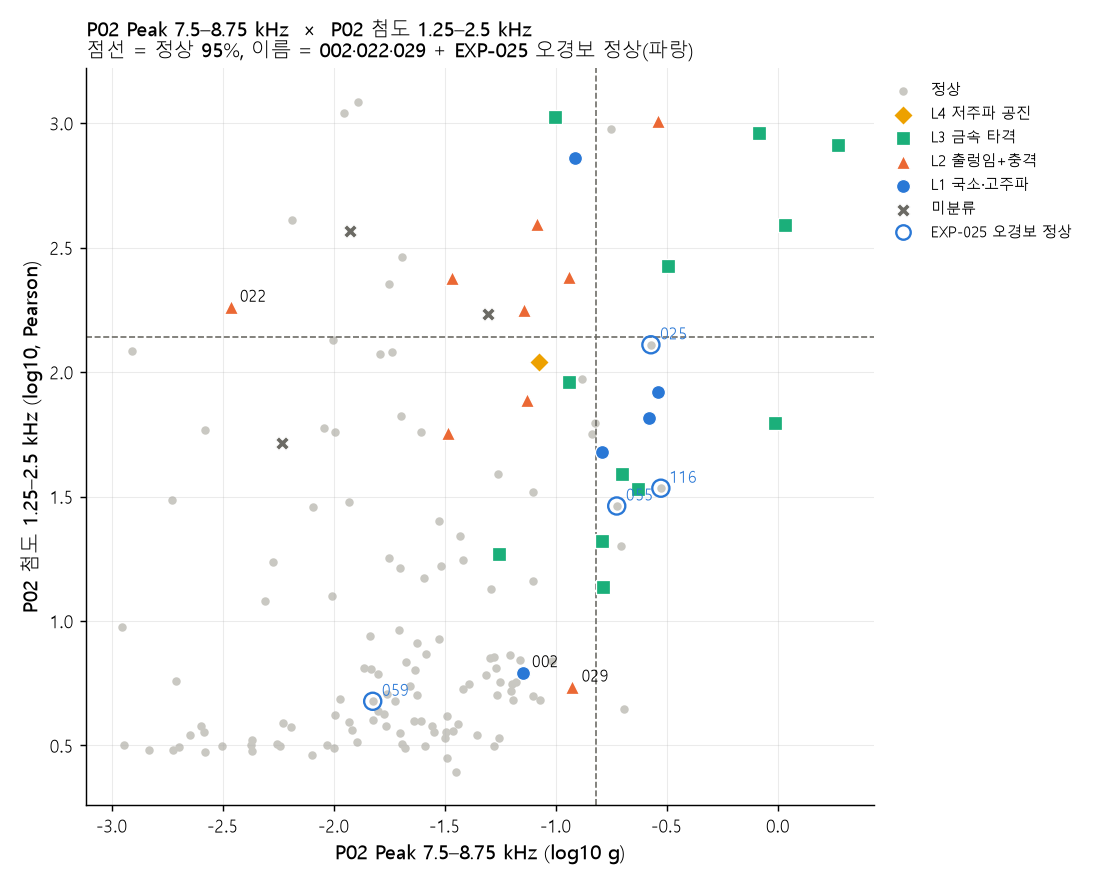 P02 Peak 7.5–8.75 kHz × P02 첨도 1.25–2.5 kHz
점선 = 정상 95%, 이름 = 002·022·029 + EXP-025 오경보 정상(파랑)
정상
L4 저주파 공진
L3 금속 타격
L2 출렁임+충격
L1 국소·고주파
미분류
EXP-025 오경보 정상
P02 첨도 1.25–2.5 kHz (log10, Pearson)
3.0
2.5
2.0
1.5
1.0
0.5
022
025
116
055
002
029
059
-3.0 -2.5 -2.0 -1.5 -1.0 -0.5 0.0
P02 Peak 7.5–8.75 kHz (log10 g)